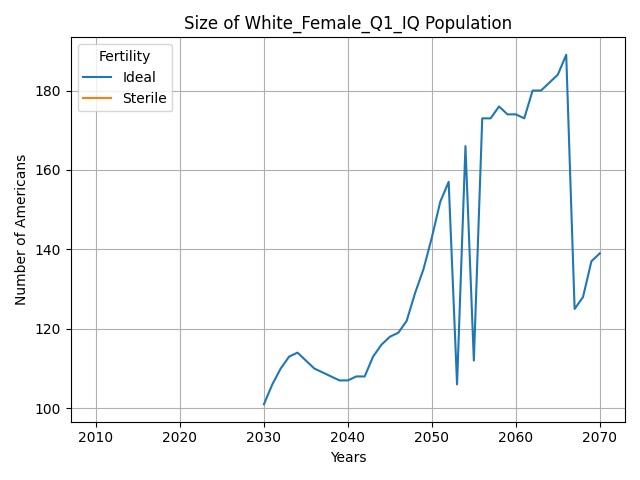 Size of White_Female_Q1_IQ Population
Fertility
Ideal
Sterile
Number of Americans
180
160
140
120
100
2010 2020 2030 2040 2050 2060 2070
Years